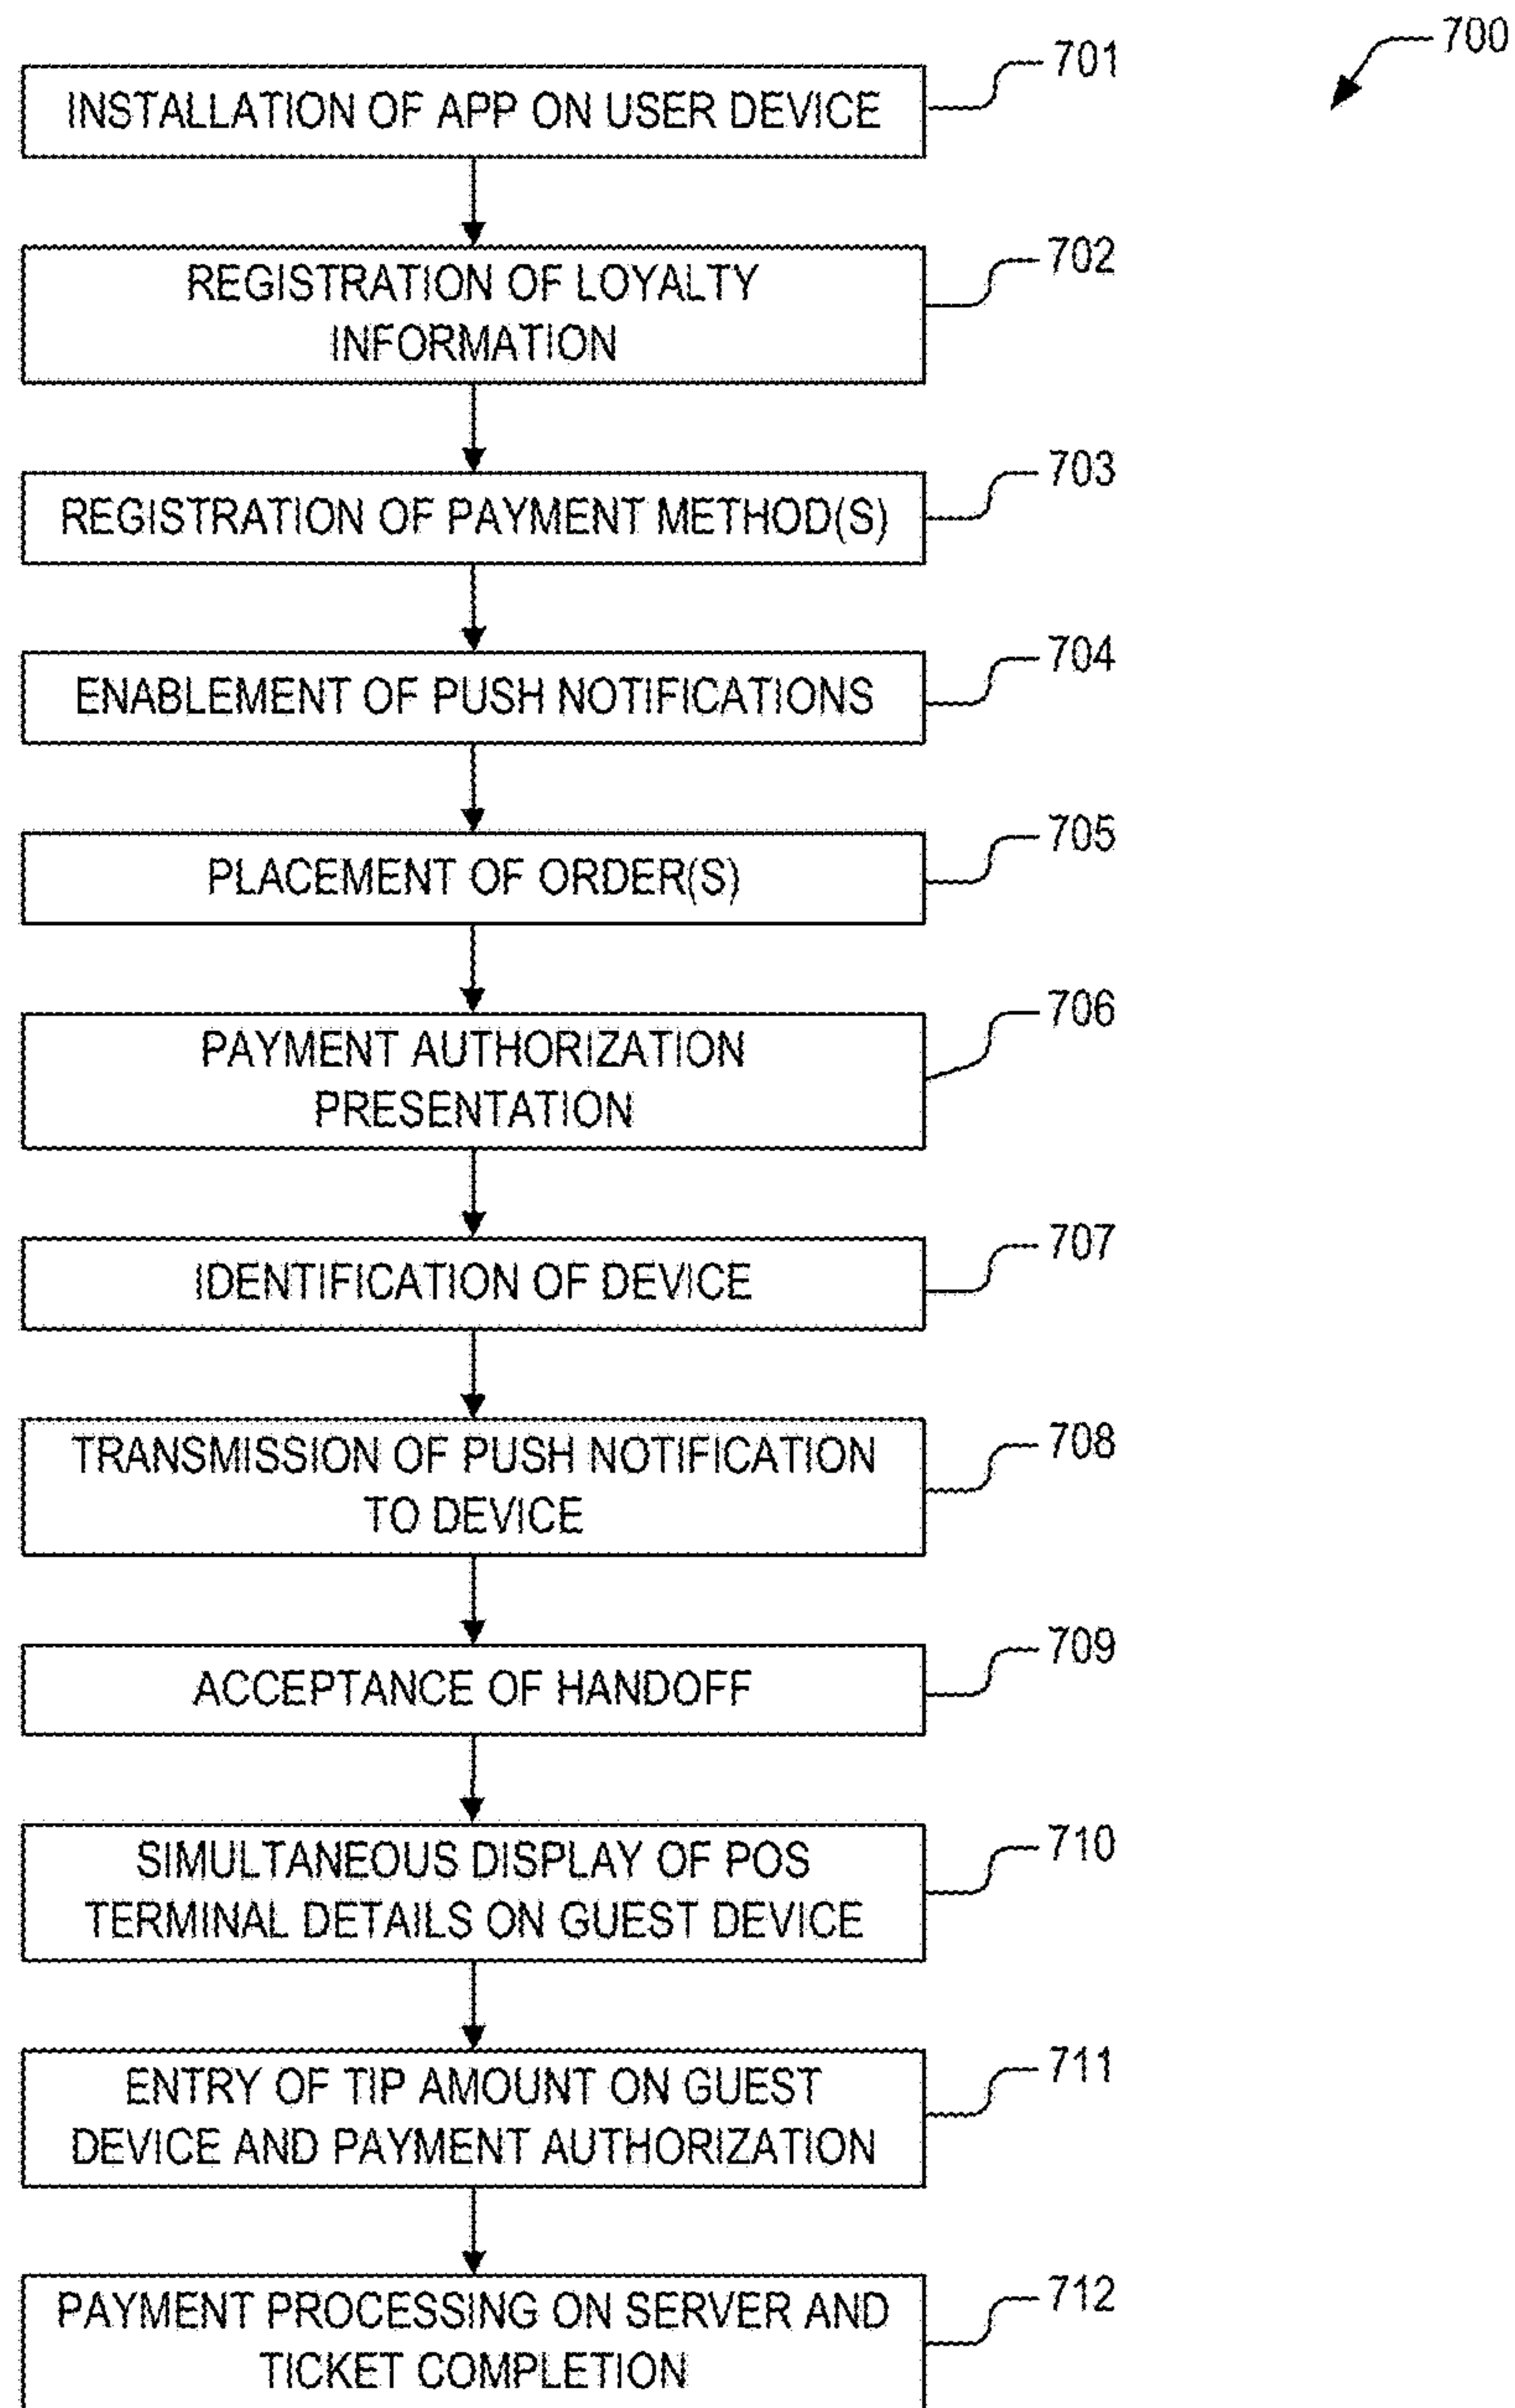 700
INSTALLATION OF APP ON USER DEVICE
701
REGISTRATION OF LOYALTY
INFORMATION
702
REGISTRATION OF PAYMENT METHOD(S)
703
ENABLEMENT OF PUSH NOTIFICATIONS
704
PLACEMENT OF ORDER(S)
705
PAYMENT AUTHORIZATION
PRESENTATION
706
IDENTIFICATION OF DEVICE
707
TRANSMISSION OF PUSH NOTIFICATION
TO DEVICE
708
ACCEPTANCE OF HANDOFF
709
SIMULTANEOUS DISPLAY OF POS
TERMINAL DETAILS ON GUEST DEVICE
710
ENTRY OF TIP AMOUNT ON GUEST
DEVICE AND PAYMENT AUTHORIZATION
711
PAYMENT PROCESSING ON SERVER AND
TICKET COMPLETION
712